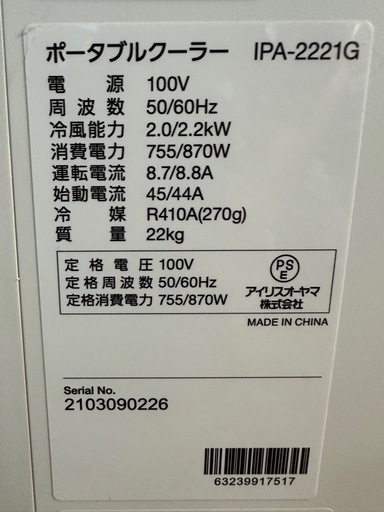 ポータブルクーラー IPA-2221G
電源 100V
周波数 50/60Hz
冷風能力 2.0/2.2kW
消費電力 755/870W
運転電流 8.7/8.8A
始動電流 45/44A
冷媒 R410A(270g)
質量 22kg
定格電圧 100V
定格周波数 50/60Hz
定格消費電力 755/870W
PS
E
アイリスオーヤマ
株式会社
MADE IN CHINA
Serial No.
2103090226
63239917517